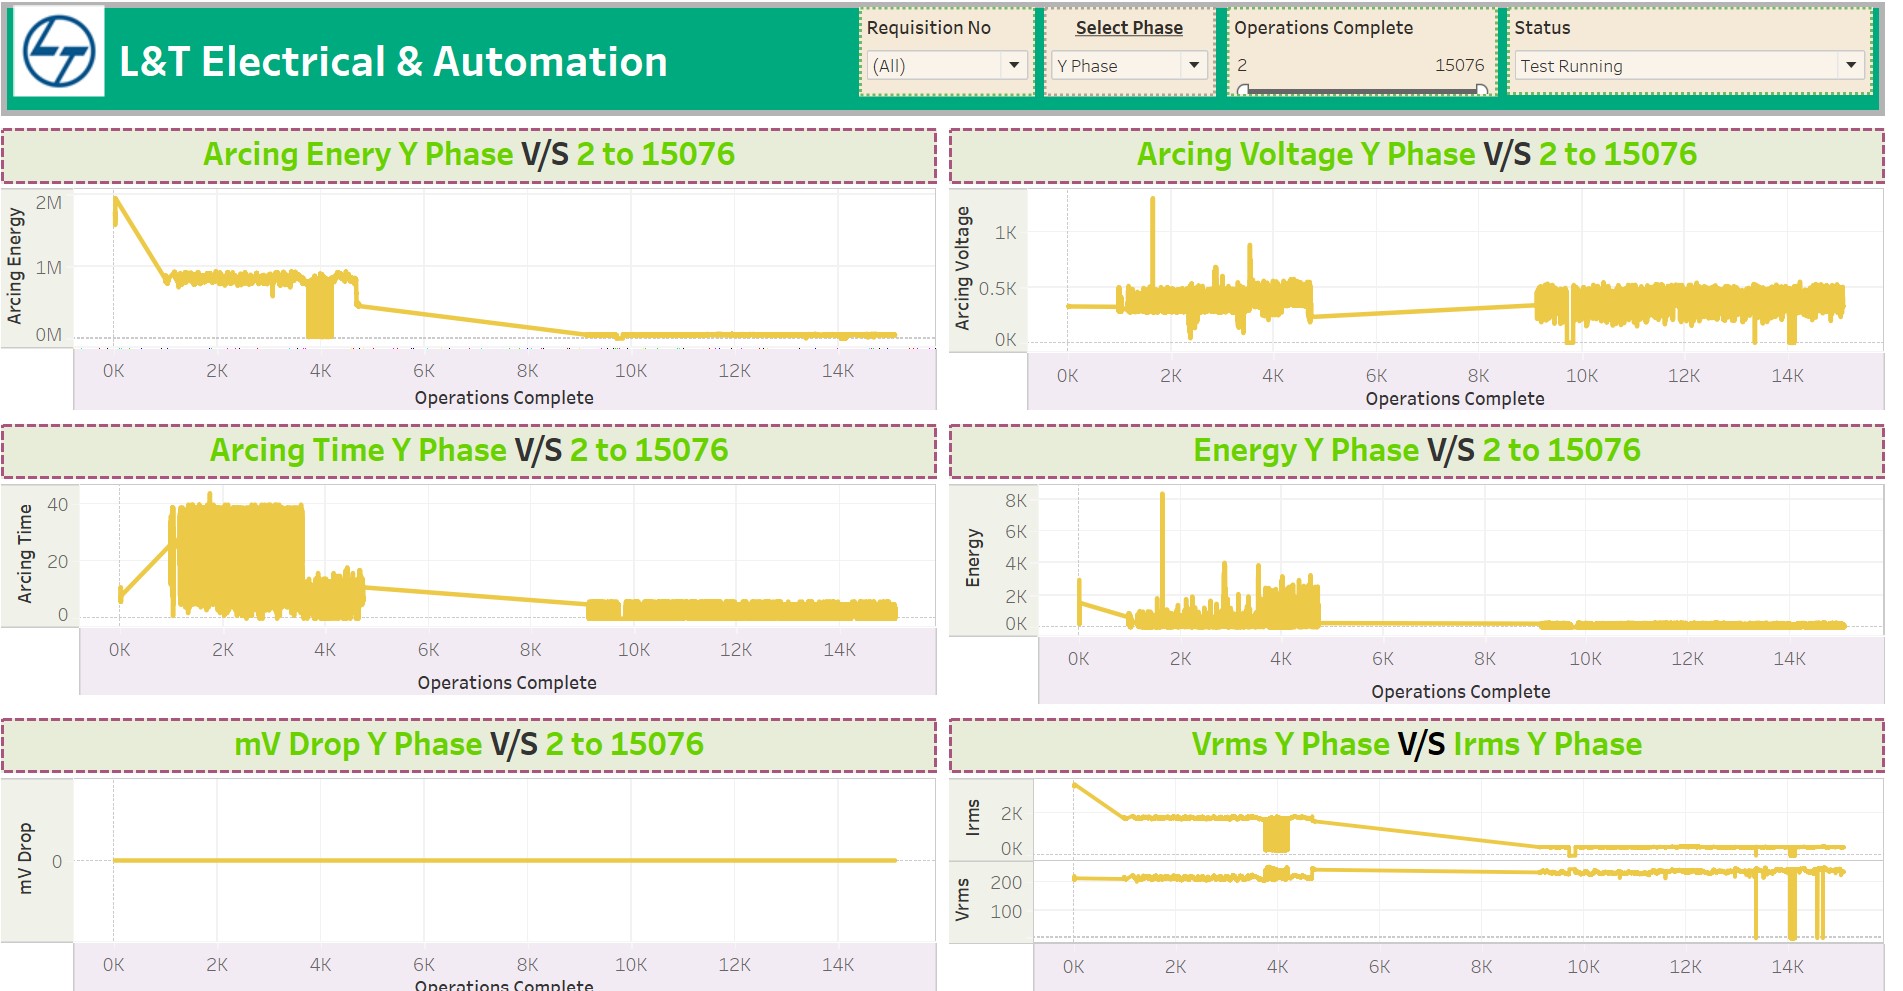 LT
L&T Electrical & Automation
Requisition No
(All)
Select Phase
Y Phase
Operations Complete
2 15076
Status
Test Running
Arcing Enery Y Phase V/S 2 to 15076
Arcing Energy
2M
1M
0M
0K 2K 4K 6K 8K 10K 12K 14K
Operations Complete
Arcing Voltage Y Phase V/S 2 to 15076
Arcing Voltage
1K
0.5K
0K
0K 2K 4K 6K 8K 10K 12K 14K
Operations Complete
Arcing Time Y Phase V/S 2 to 15076
Arcing Time
40
20
0
0K 2K 4K 6K 8K 10K 12K 14K
Operations Complete
Energy Y Phase V/S 2 to 15076
Energy
8K
6K
4K
2K
0K
0K 2K 4K 6K 8K 10K 12K 14K
Operations Complete
mV Drop Y Phase V/S 2 to 15076
mV Drop
0
0K 2K 4K 6K 8K 10K 12K 14K
Operations Complete
Vrms Y Phase V/S Irms Y Phase
Irms
2K
0K
Vrms
200
100
0K 2K 4K 6K 8K 10K 12K 14K